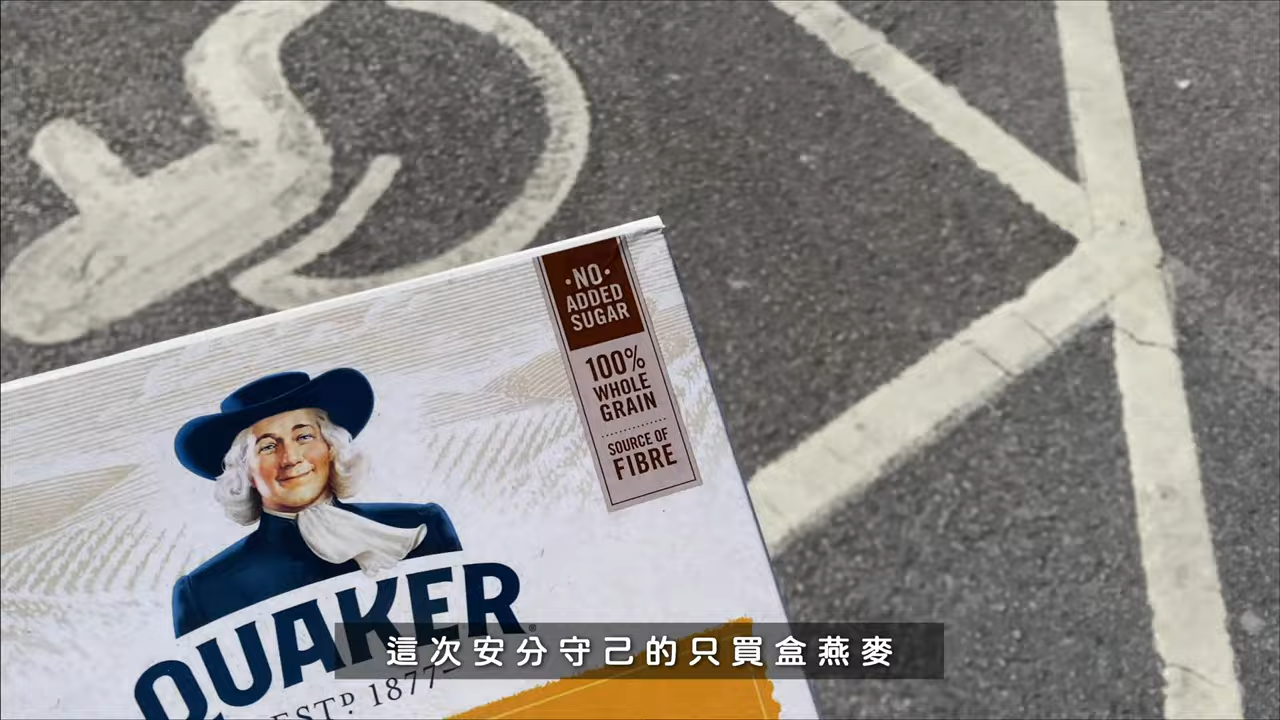 ·NO·
ADDED
SUGAR
100%
WHOLE
GRAIN
SOURCE OF
FIBRE
QUAKER
ESTD 1877
這次安分守己的只買盒燕麥